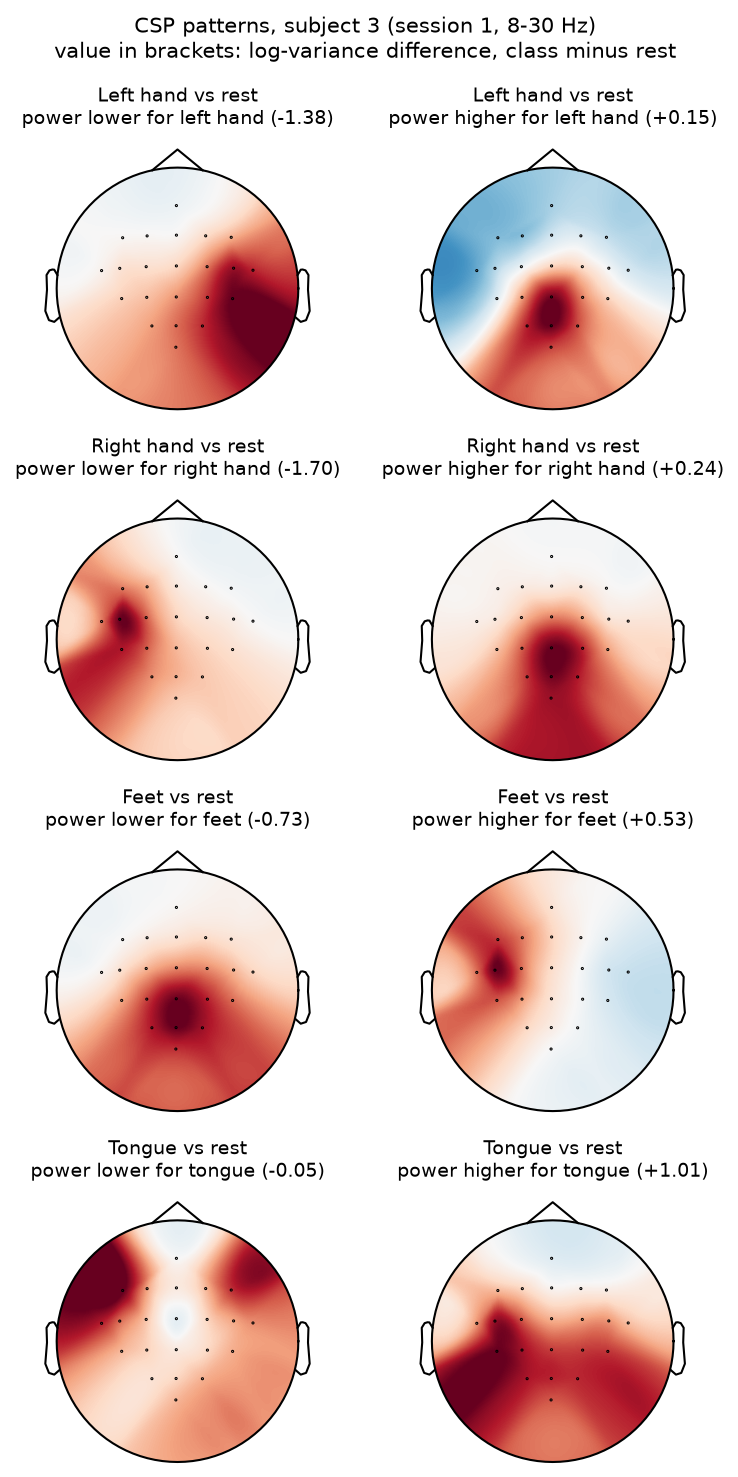 CSP patterns, subject 3 (session 1, 8-30 Hz)
value in brackets: log-variance difference, class minus rest
Left hand vs rest
power lower for left hand (-1.38)
Left hand vs rest
power higher for left hand (+0.15)
Right hand vs rest
power lower for right hand (-1.70)
Right hand vs rest
power higher for right hand (+0.24)
Feet vs rest
power lower for feet (-0.73)
Feet vs rest
power higher for feet (+0.53)
Tongue vs rest
power lower for tongue (-0.05)
Tongue vs rest
power higher for tongue (+1.01)